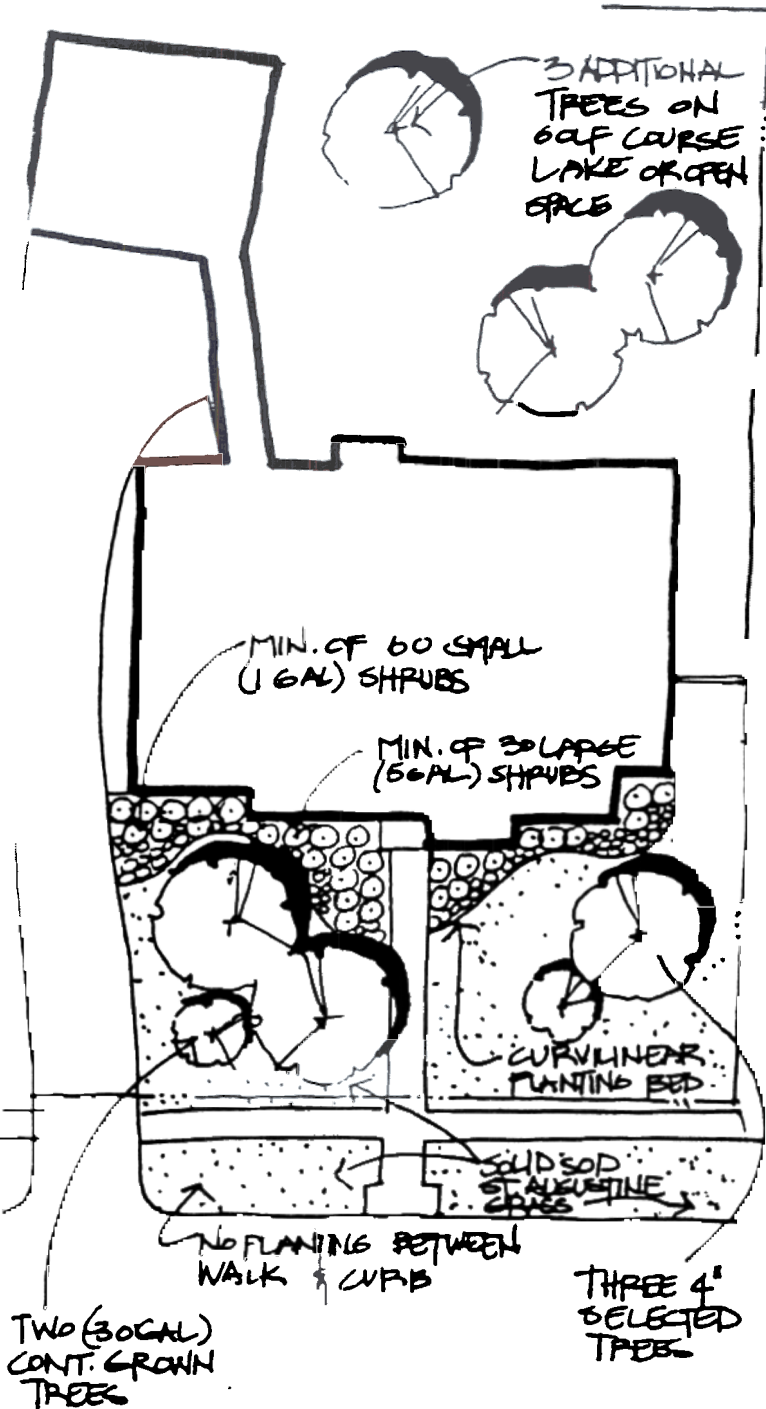 3 ADDITIONAL
TREES ON
GOLF COURSE
LAKE OR OPEN
SPACE
MIN. OF 60 SMALL
(1 GAL) SHRUBS
MIN. OF 30 LARGE
(5 GAL) SHRUBS
CURVILINEAR
PLANTING BED
SOLID SOD
ST AUGUSTINE
GRASS
NO PLANING BETWEEN
WALK & CURB
THREE 4"
SELECTED
TREES
TWO (30 GAL)
CONT. GROWN
TREES